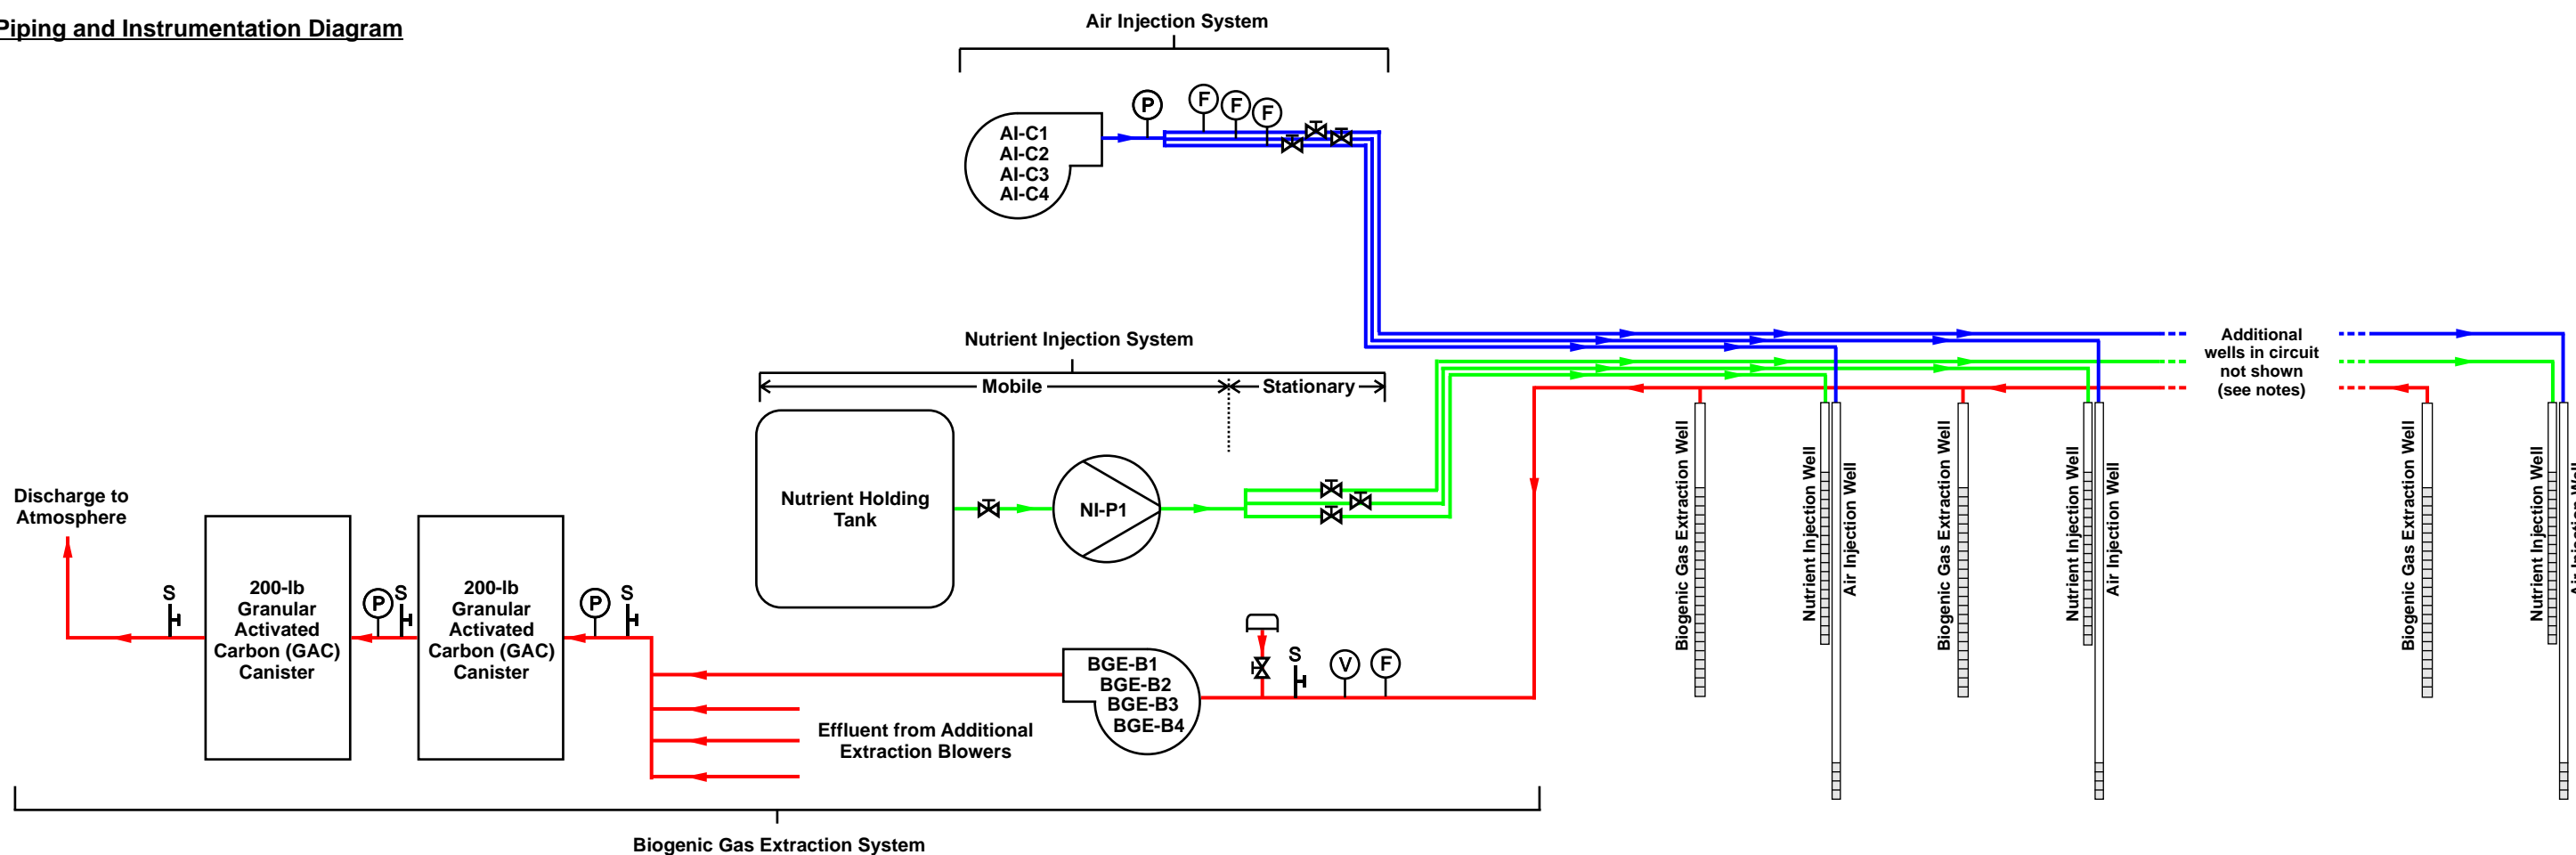 Piping and Instrumentation Diagram
Air Injection System
P
F
F
F
AI-C1
AI-C2
AI-C3
AI-C4
Nutrient Injection System
Mobile
Stationary
Additional
wells in circuit
not shown
(see notes)
Nutrient Holding
Tank
NI-P1
Biogenic Gas Extraction Well
Nutrient Injection Well
Air Injection Well
Biogenic Gas Extraction Well
Nutrient Injection Well
Air Injection Well
Biogenic Gas Extraction Well
Nutrient Injection Well
Air Injection Well
Discharge to
Atmosphere
S
200-lb
Granular
Activated
Carbon (GAC)
Canister
P
S
200-lb
Granular
Activated
Carbon (GAC)
Canister
P
S
BGE-B1
BGE-B2
BGE-B3
BGE-B4
S
V
F
Effluent from Additional
Extraction Blowers
Biogenic Gas Extraction System